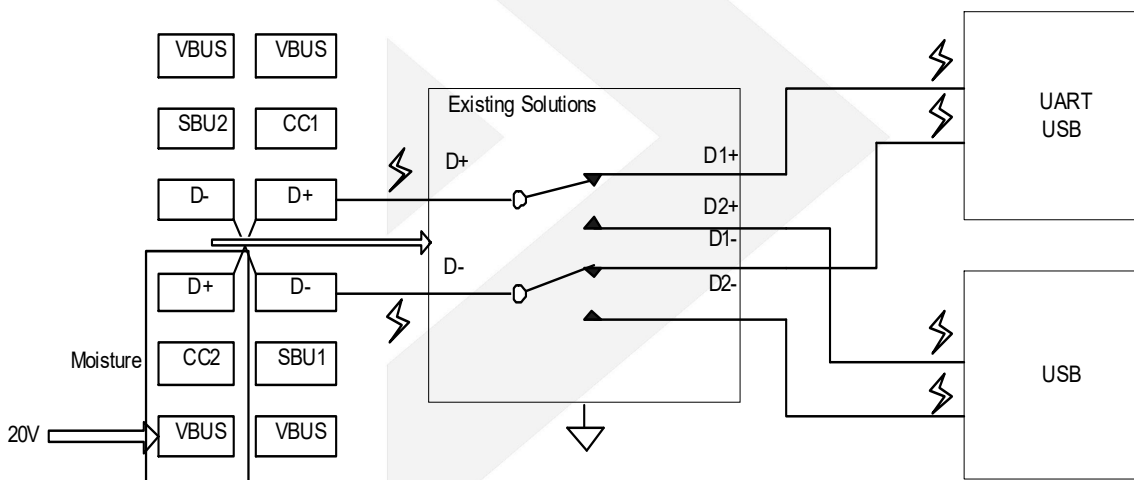 VBUS VBUS
SBU2 CC1
D- D+
D+ D-
CC2 SBU1
VBUS VBUS
Moisture
20V
Existing Solutions
D+
D-
D1+
D2+
D1-
D2-
UART
USB
USB